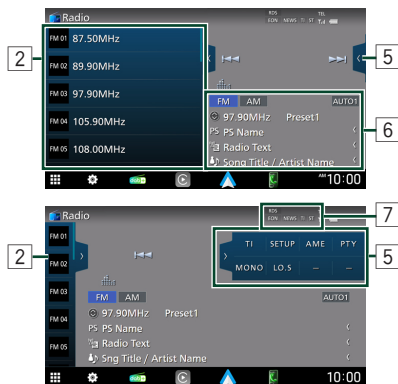 Radio
RDS TEL
EON NEWS TI ST
2
FM 01 87.50MHz
FM 02 89.90MHz
FM 03 97.90MHz
FM 04 105.90MHz
FM 05 108.00MHz
5
FM AM AUTO1
97.90MHz Preset1
PS PS Name
Radio Text
Song Title / Artist Name
6
AM 10:00
Radio
RDS
EON NEWS TI ST
7
2
FM 01
FM 02
FM 03
FM 04
FM 05
TI SETUP AME PTY
MONO LO.S – –
5
FM AM AUTO1
97.90MHz Preset1
PS PS Name
Radio Text
Sng Title / Artist Name
10:00